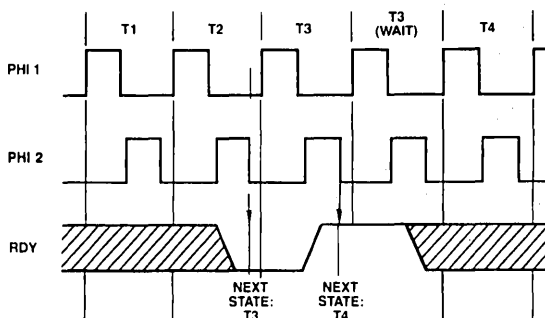 T1 T2 T3 T3 T4
(WAIT)
PHI 1
PHI 2
RDY
NEXT NEXT
STATE: STATE:
T3 T4